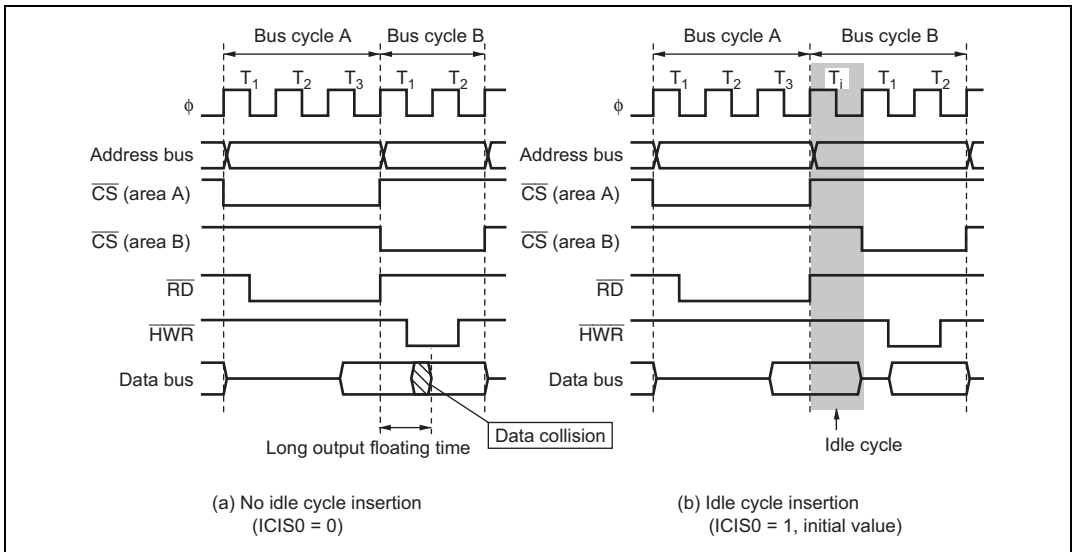 Bus cycle A Bus cycle B
T1 T2 T3 T1 T2
ϕ
Address bus
CS (area A)
CS (area B)
RD
HWR
Data bus
Long output floating time
Data collision
(a) No idle cycle insertion
(ICIS0 = 0)
Bus cycle A Bus cycle B
T1 T2 T3 Ti T1 T2
ϕ
Address bus
CS (area A)
CS (area B)
RD
HWR
Data bus
Idle cycle
(b) Idle cycle insertion
(ICIS0 = 1, initial value)